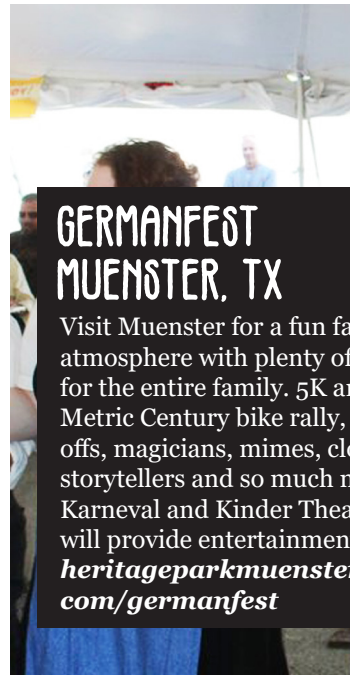 GERMANFEST
MUENSTER, TX
Visit Muenster for a fun fa
atmosphere with plenty of
for the entire family. 5K a
Metric Century bike rally,
offs, magicians, mimes, clo
storytellers and so much
Karneval and Kinder Thea
will provide entertainmen
heritageparkmuenster
com/germanfest